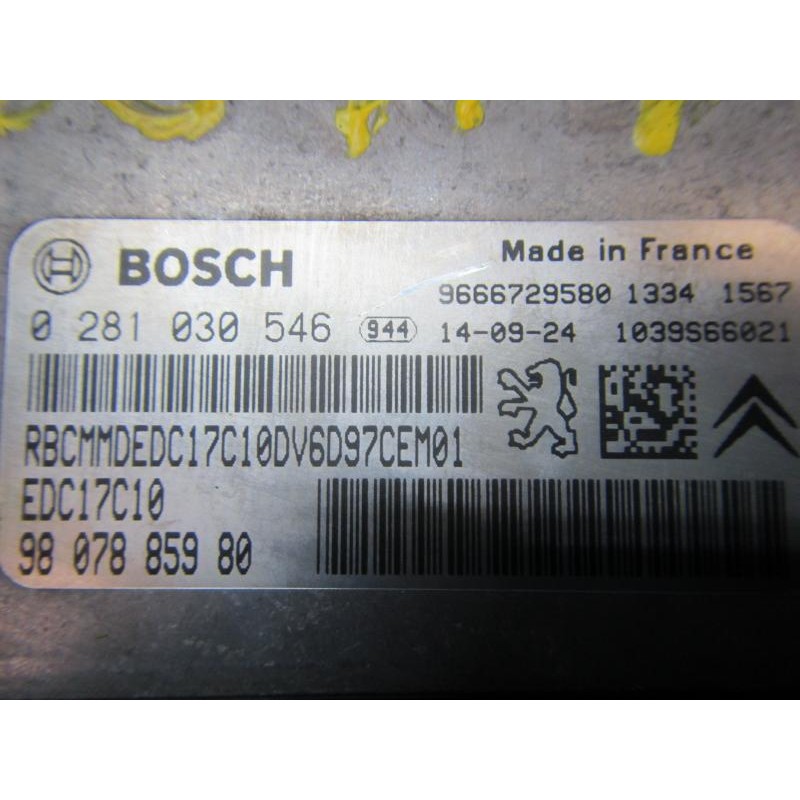 BOSCH
Made in France
9666729580 1334 1567
0 281 030 546 944 14-09-24 1039S66021
RBCMMDEDC17C10DV6D97CEM01
EDC17C10
98 078 859 80